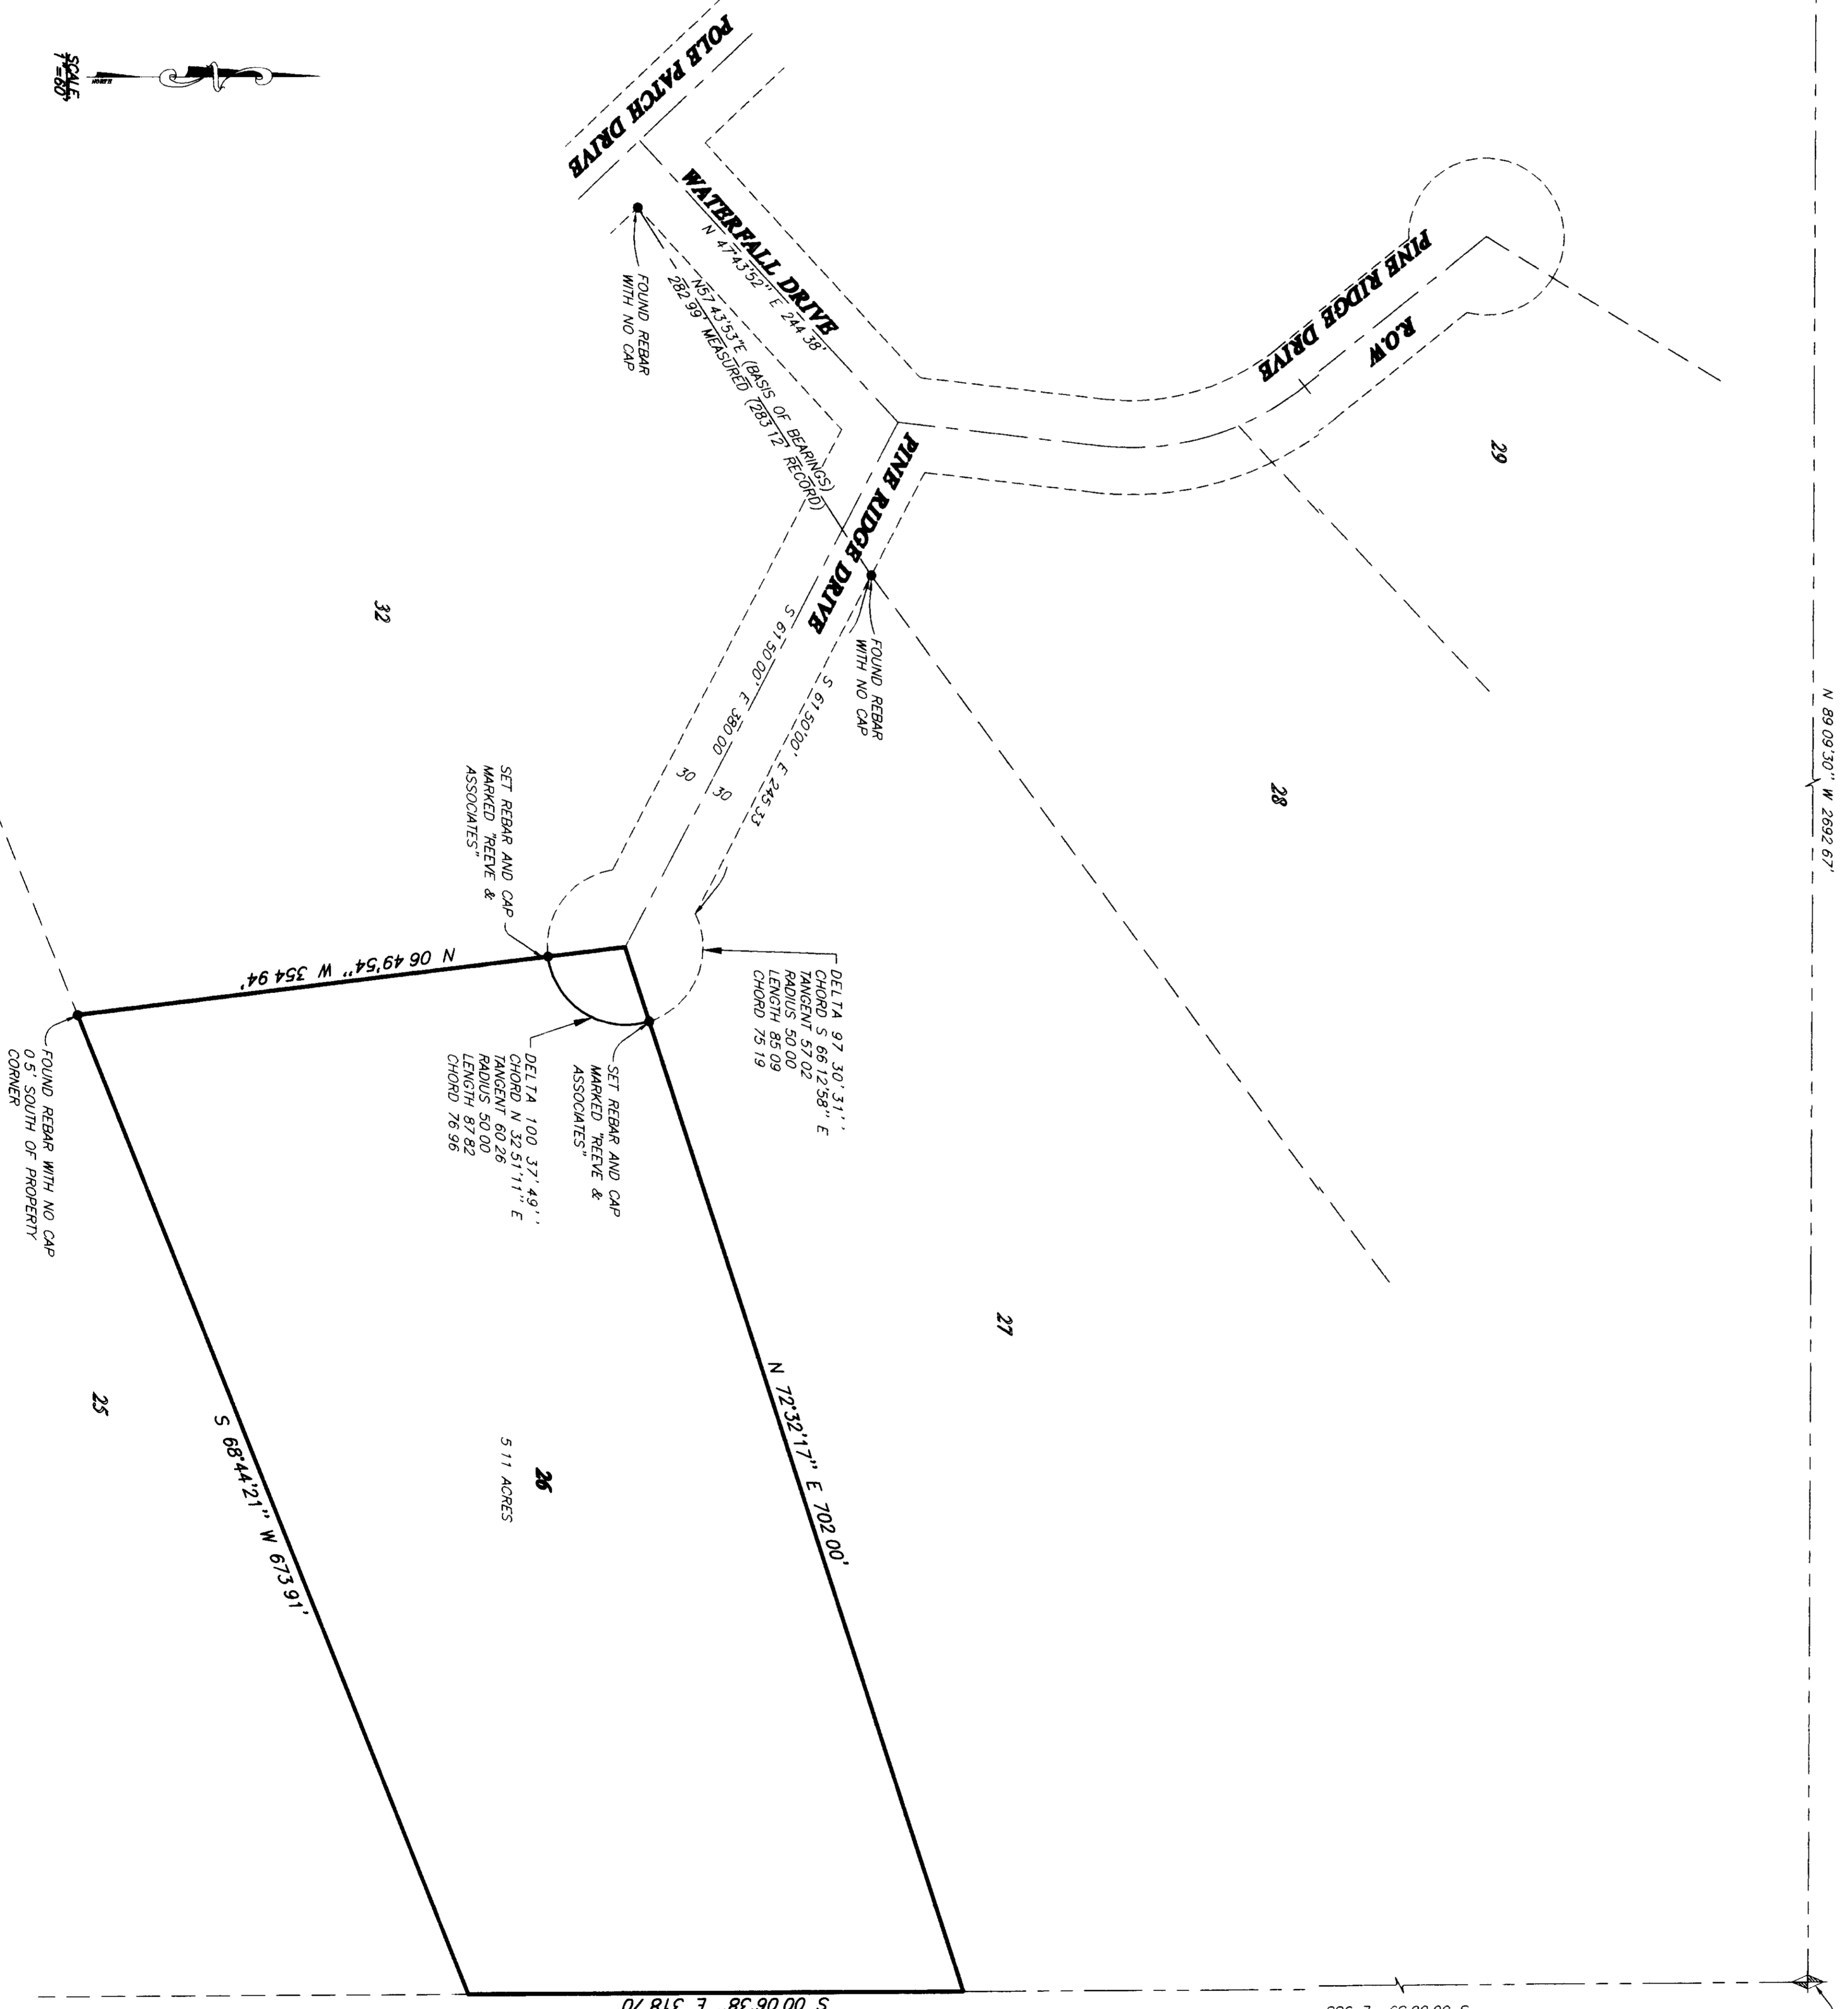 SCALE
1"=60'
NORTH
POLE PATCH DRIVE
WATERFALL DRIVE
N 47°43'52" E 244 38'
N57 43'53"E (BASIS OF BEARINGS)
282 99' MEASURED (283 12' RECORD)
FOUND REBAR
WITH NO CAP
PINE RIDGE DRIVE
R.O.W
29
PINE RIDGE DRIVE
FOUND REBAR
WITH NO CAP
S 61 50 00" E 380 00
S 61 50'00" E 245 33
30
30
28
N 89 09'30" W 2692 67'
32
SET REBAR AND CAP
MARKED "REEVE &
ASSOCIATES"
DELTA 97 30' 31''
CHORD S 66 12'58" E
TANGENT 57 02
RADIUS 50 00
LENGTH 85 09
CHORD 75 19
N 06 49'54" W 354 94'
SET REBAR AND CAP
MARKED "REEVE &
ASSOCIATES"
DELTA 100 37' 49''
CHORD N 32 51'11" E
TANGENT 60 26
RADIUS 50 00
LENGTH 87 82
CHORD 76 96
FOUND REBAR WITH NO CAP
0 5' SOUTH OF PROPERTY
CORNER
27
N 72°32'17" E 702 00'
26
5 11 ACRES
25
S 68°44'21" W 673 91'
S 00 06 38" E 318 70